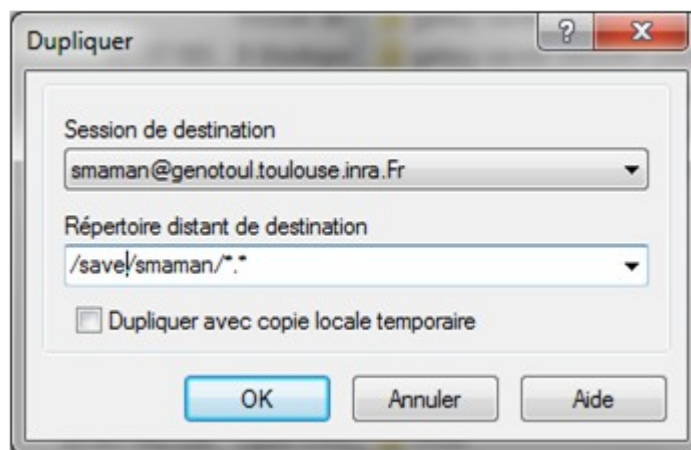 Dupliquer
Session de destination
smaman@genotoul.toulouse.inra.Fr
Répertoire distant de destination
/save/smaman/*.*
Dupliquer avec copie locale temporaire
OK Annuler Aide